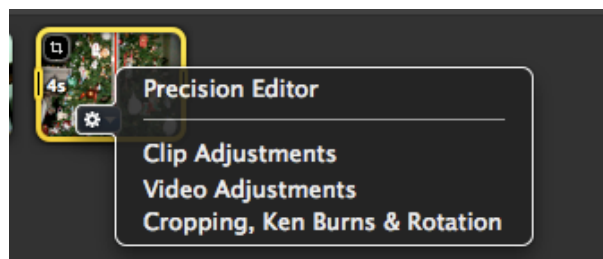 4s
Precision Editor
Clip Adjustments
Video Adjustments
Cropping, Ken Burns & Rotation